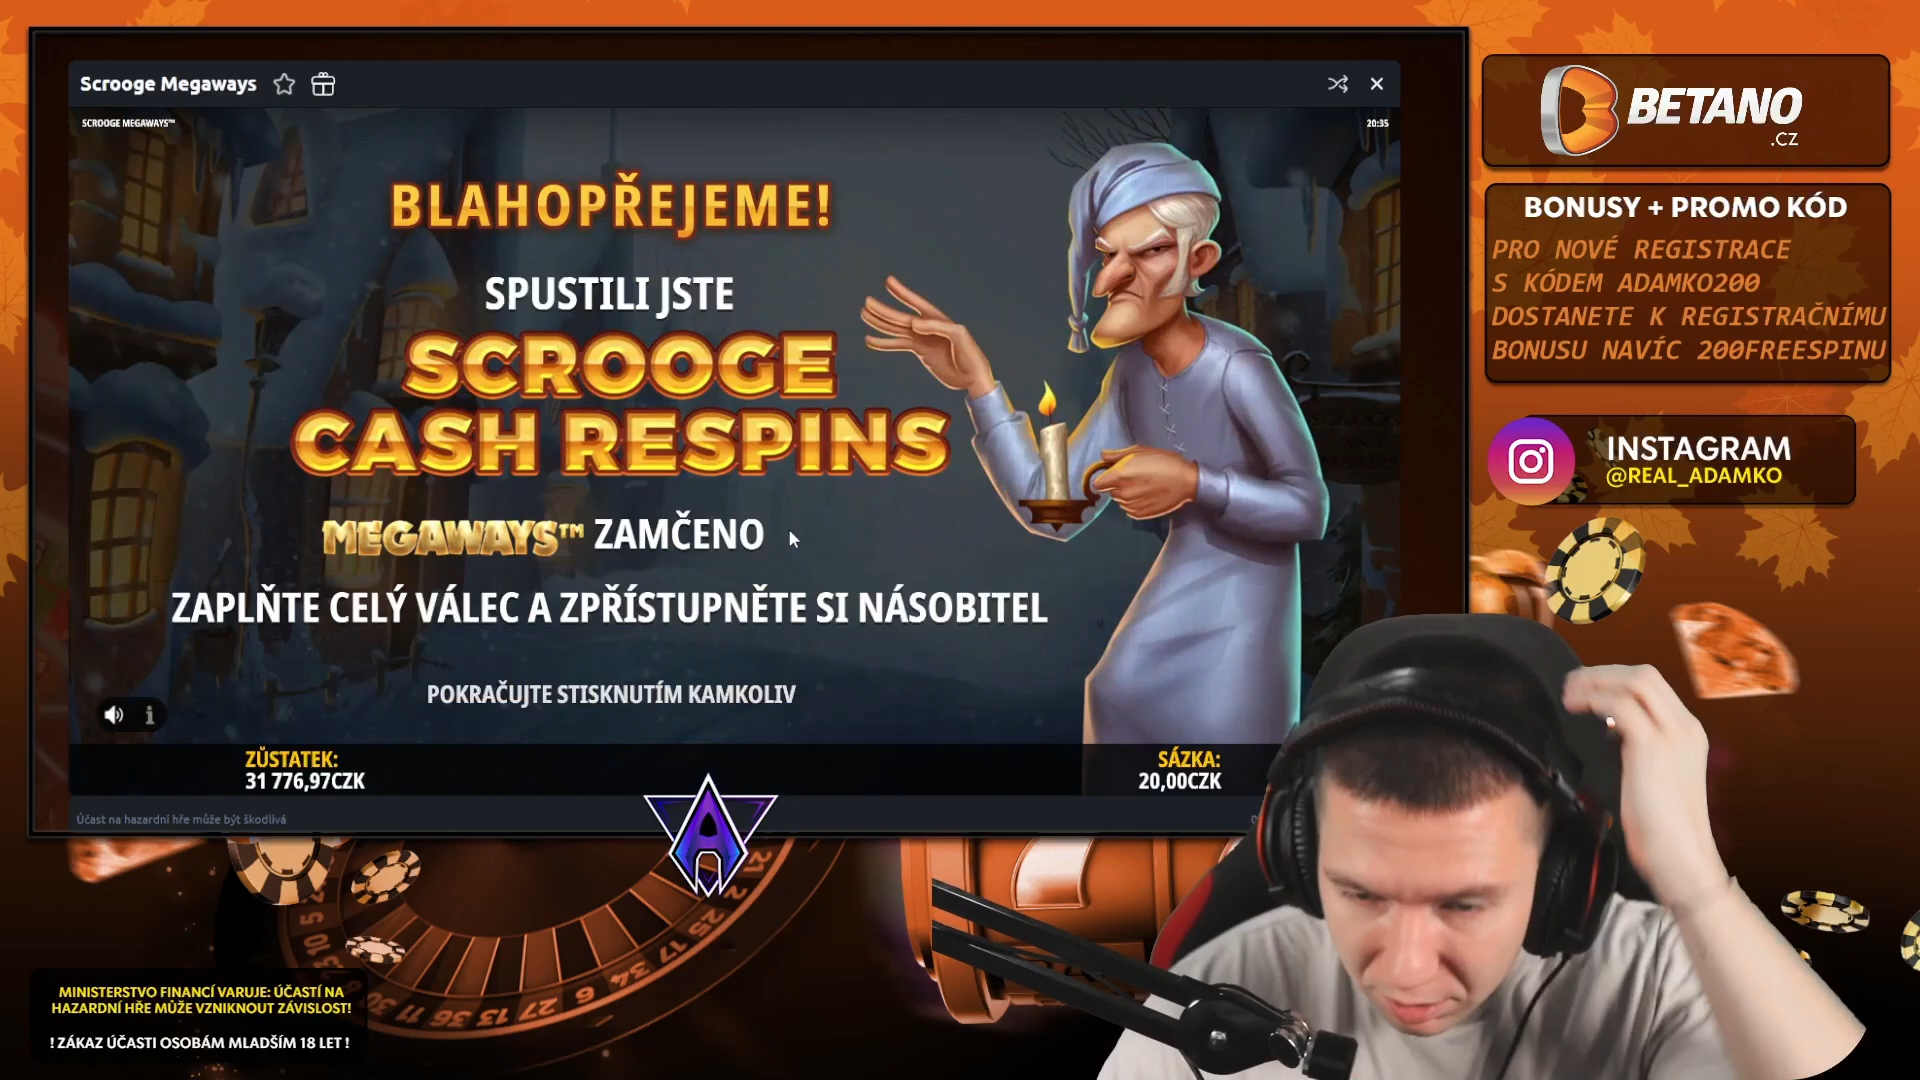 Scrooge Megaways
SCROOGE MEGAWAYS™
20:35
BLAHOPŘEJEME!
SPUSTILI JSTE
SCROOGE
CASH RESPINS
MEGAWAYS™ ZAMČENO
ZAPLŇTE CELÝ VÁLEC A ZPŘÍSTUPNĚTE SI NÁSOBITEL
POKRAČUJTE STISKNUTÍM KAMKOLIV
ZŮSTATEK:
31 776,97CZK
SÁZKA:
20,00CZK
Účast na hazardní hře může být škodlivá
BETANO
.CZ
BONUSY + PROMO KÓD
PRO NOVÉ REGISTRACE
S KÓDEM ADAMKO200
DOSTANETE K REGISTRAČNÍMU
BONUSU NAVÍC 200FREESPINU
INSTAGRAM
@REAL_ADAMKO
MINISTERSTVO FINANCÍ VARUJE: ÚČASTÍ NA
HAZARDNÍ HŘE MŮŽE VZNIKNOUT ZÁVISLOST!
! ZÁKAZ ÚČASTI OSOBÁM MLADŠÍM 18 LET !